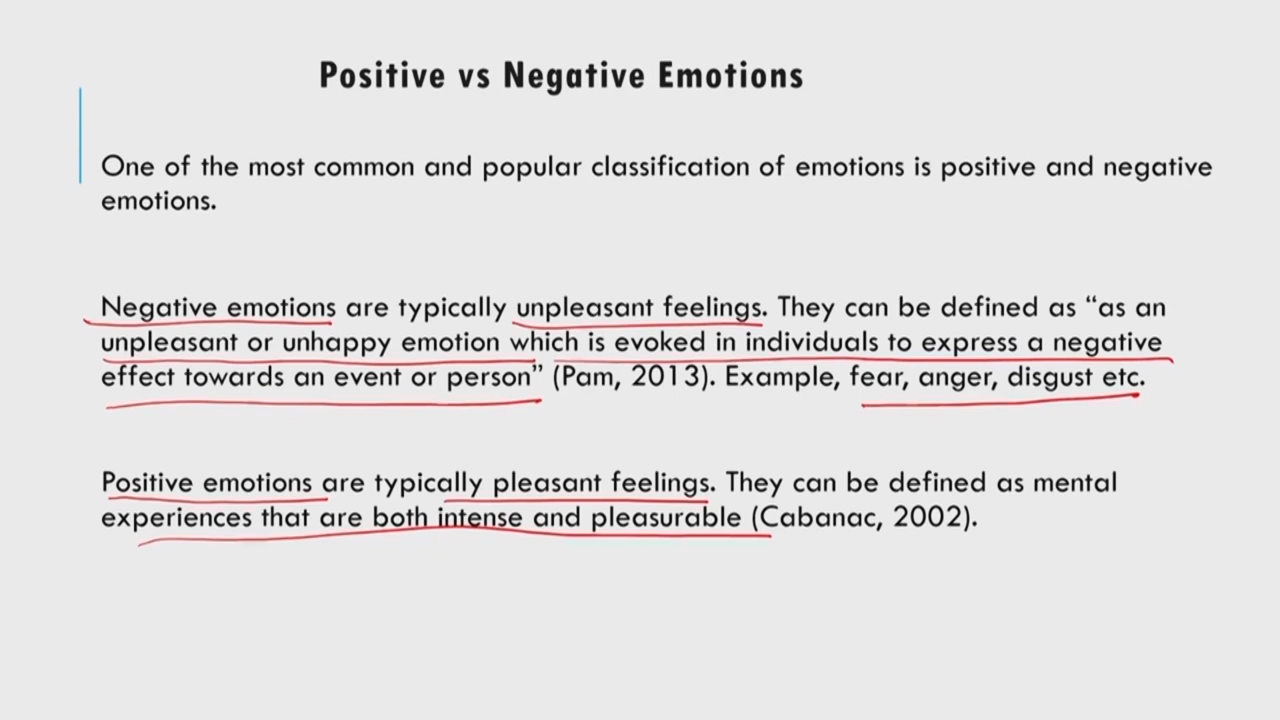 Positive vs Negative Emotions
One of the most common and popular classification of emotions is positive and negative
emotions.
Negative emotions are typically unpleasant feelings. They can be defined as “as an
unpleasant or unhappy emotion which is evoked in individuals to express a negative
effect towards an event or person” (Pam, 2013). Example, fear, anger, disgust etc.
Positive emotions are typically pleasant feelings. They can be defined as mental
experiences that are both intense and pleasurable (Cabanac, 2002).